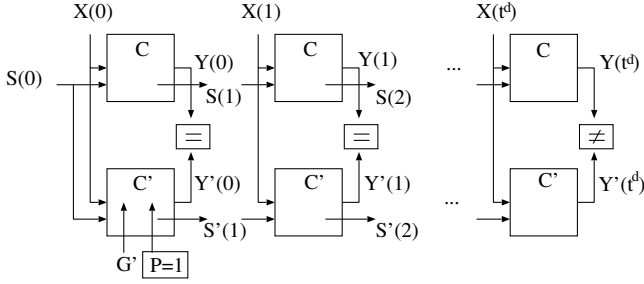 X(0) X(1) X(t^d)
C C C
Y(0) Y(1) Y(t^d)
S(0) S(1) S(2) ...
= = ≠
C' C' C'
Y'(0) Y'(1) Y'(t^d)
S'(1) S'(2) ...
G' P=1